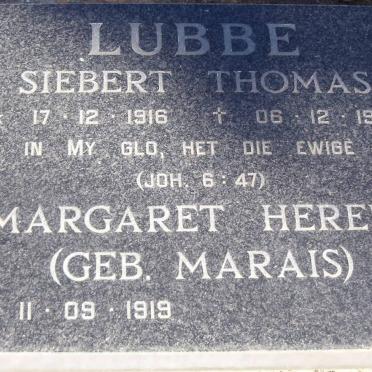 LUBBE
SIEBERT THOMAS
17·12·1916 † 06·12·19
IN MY GLO, HET DIE EWIGE
(JOH. 6:47)
MARGARET HERE
(GEB. MARAIS)
11·09·1919